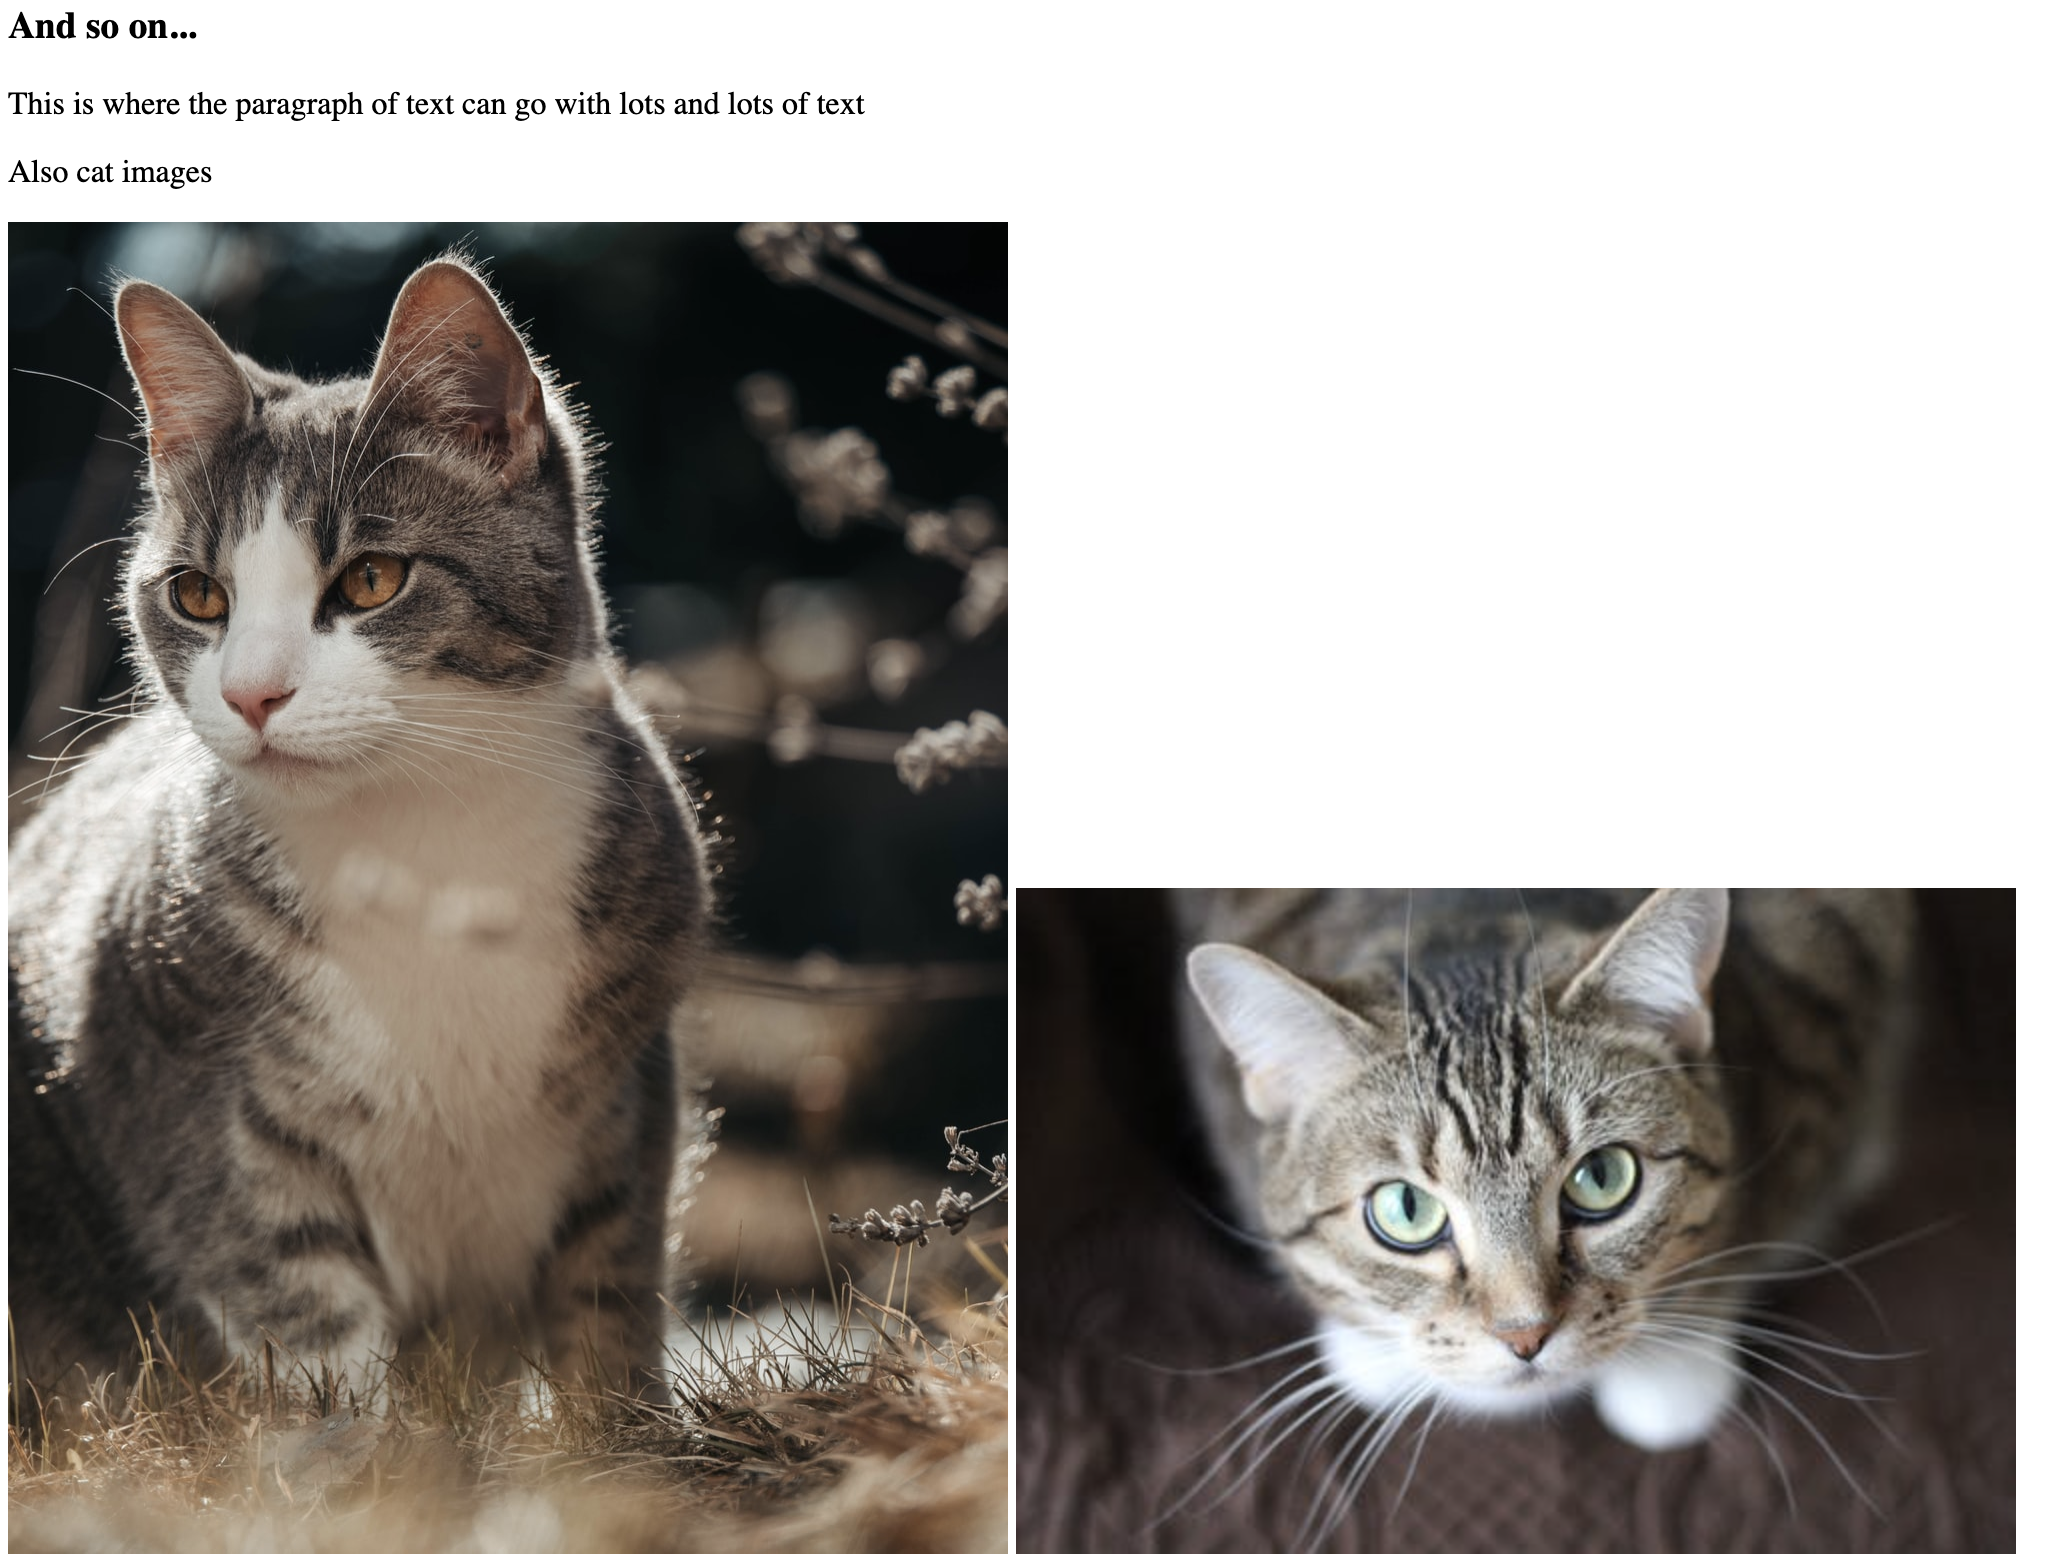 And so on...
This is where the paragraph of text can go with lots and lots of text
Also cat images